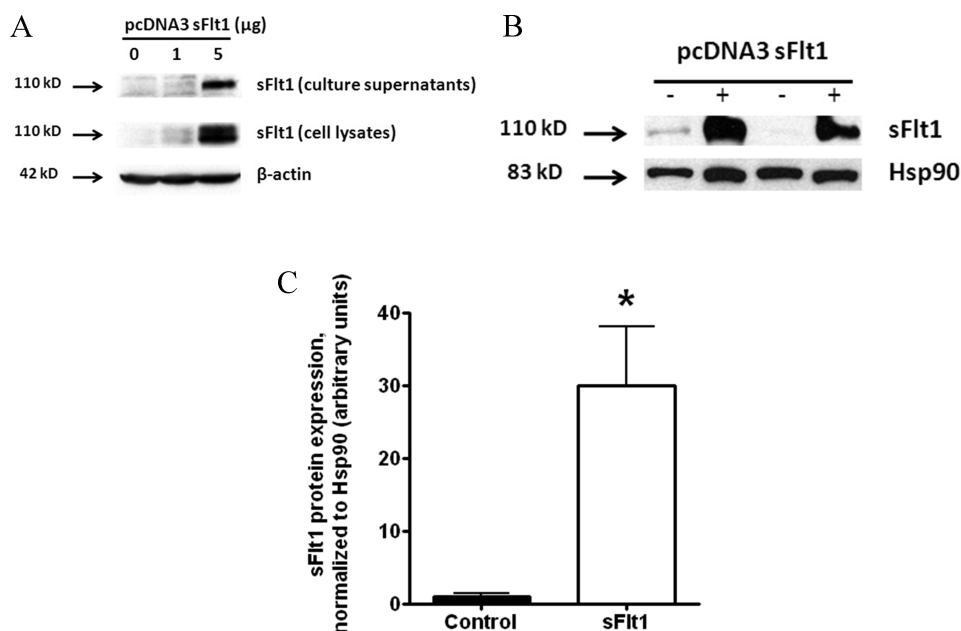 A
pcDNA3 sFlt1 (μg)
0 1 5
110 kD sFlt1 (culture supernatants)
110 kD sFlt1 (cell lysates)
42 kD β-actin
B
pcDNA3 sFlt1
- + - +
110 kD sFlt1
83 kD Hsp90
C
sFlt1 protein expression,
normalized to Hsp90 (arbitrary units)
40
30
20
10
0
*
Control sFlt1